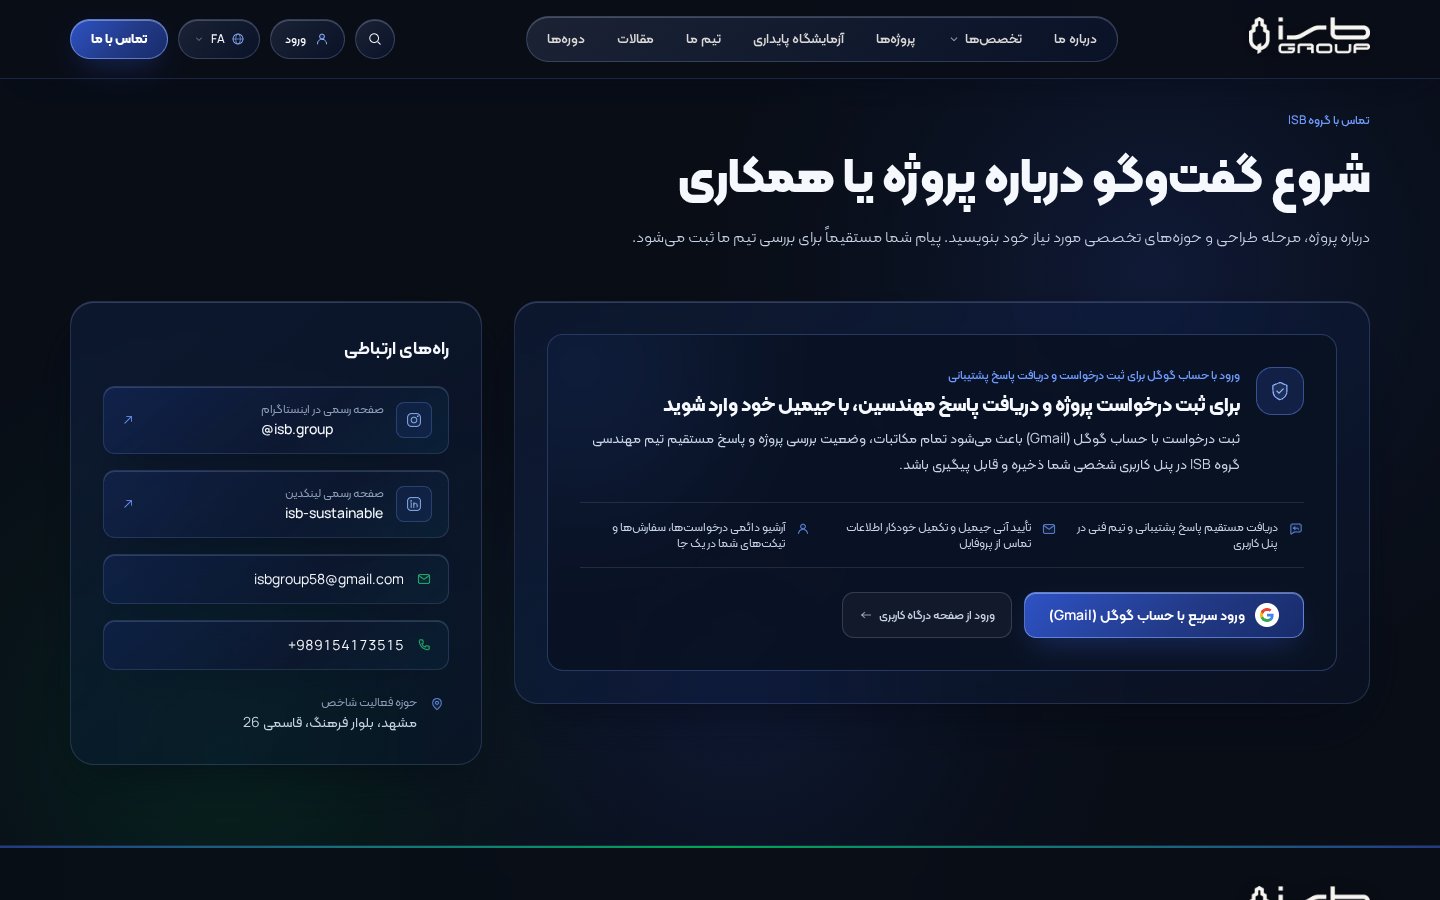 isb
GROUP
درباره ما
تخصص‌ها
پروژه‌ها
آزمایشگاه پایداری
تیم ما
مقالات
دوره‌ها
ورود
FA
تماس با ما
تماس با گروه ISB
شروع گفت‌وگو درباره پروژه یا همکاری
درباره پروژه، مرحله طراحی و حوزه‌های تخصصی مورد نیاز خود بنویسید. پیام شما مستقیماً برای بررسی تیم ما ثبت می‌شود.
ورود با حساب گوگل برای ثبت درخواست و دریافت پاسخ پشتیبانی
برای ثبت درخواست پروژه و دریافت پاسخ مهندسین، با جیمیل خود وارد شوید
ثبت درخواست با حساب گوگل (Gmail) باعث می‌شود تمام مکاتبات، وضعیت بررسی پروژه و پاسخ مستقیم تیم مهندسی
گروه ISB در پنل کاربری شخصی شما ذخیره و قابل پیگیری باشد.
دریافت مستقیم پاسخ پشتیبانی و تیم فنی در
پنل کاربری
تأیید آنی جیمیل و تکمیل خودکار اطلاعات
تماس از پروفایل
آرشیو دائمی درخواست‌ها، سفارش‌ها و
تیکت‌های شما در یک جا
ورود سریع با حساب گوگل (Gmail)
ورود از صفحه درگاه کاربری ←
راه‌های ارتباطی
صفحه رسمی در اینستاگرام
@isb.group
صفحه رسمی لینکدین
isb-sustainable
isbgroup58@gmail.com
+989154173515
حوزه فعالیت شاخص
مشهد، بلوار فرهنگ، قاسمی 26
isb